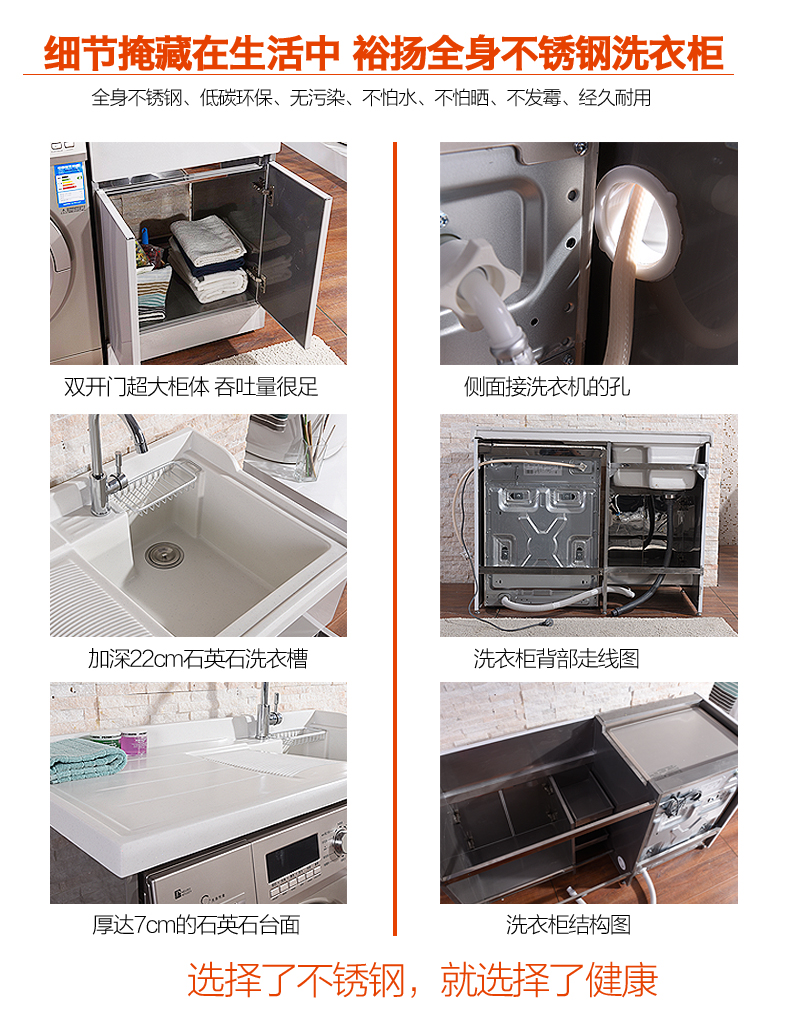 细节掩藏在生活中 裕扬全身不锈钢洗衣柜
全身不锈钢、低碳环保、无污染、不怕水、不怕晒、不发霉、经久耐用
双开门超大柜体 吞吐量很足
侧面接洗衣机的孔
加深22cm石英石洗衣槽
洗衣柜背部走线图
厚达7cm的石英石台面
洗衣柜结构图
选择了不锈钢，就选择了健康